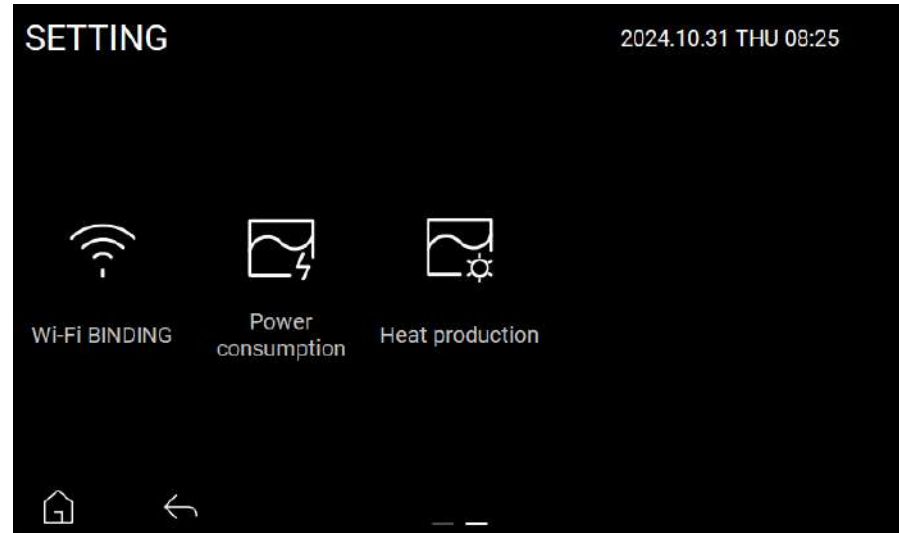 SETTING
2024.10.31 THU 08:25
Wi-Fi BINDING
Power
consumption
Heat production